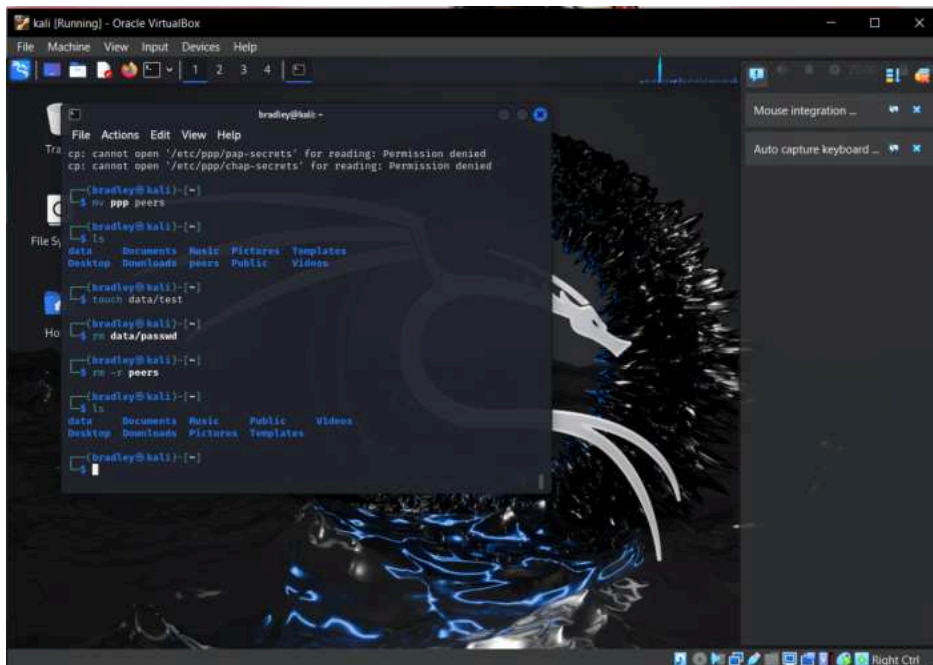 kali [Running] - Oracle VirtualBox
File Machine View Input Devices Help
1 2 3 4
bradley@kali: ~
File Actions Edit View Help
cp: cannot open '/etc/ppp/pap-secrets' for reading: Permission denied
cp: cannot open '/etc/ppp/chap-secrets' for reading: Permission denied
(bradley㉿kali)-[~]
$ mv ppp peers
(bradley㉿kali)-[~]
$ ls
data Documents Music Pictures Templates
Desktop Downloads peers Public Videos
(bradley㉿kali)-[~]
$ touch data/test
(bradley㉿kali)-[~]
$ rm data/passwd
(bradley㉿kali)-[~]
$ rm -r peers
(bradley㉿kali)-[~]
$ ls
data Documents Music Public Videos
Desktop Downloads Pictures Templates
(bradley㉿kali)-[~]
$
Tra
File Sy
Ho
Mouse integration ...
Auto capture keyboard ...
Right Ctrl